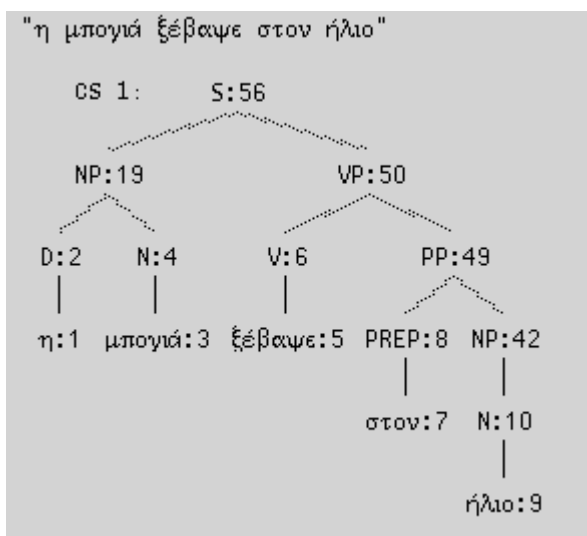 "η μπογιά ξέβαψε στον ήλιο"
CS 1: S:56
NP:19 VP:50
D:2 N:4 V:6 PP:49
η:1 μπογιά:3 ξέβαψε:5 PREP:8 NP:42
στον:7 N:10
ήλιο:9